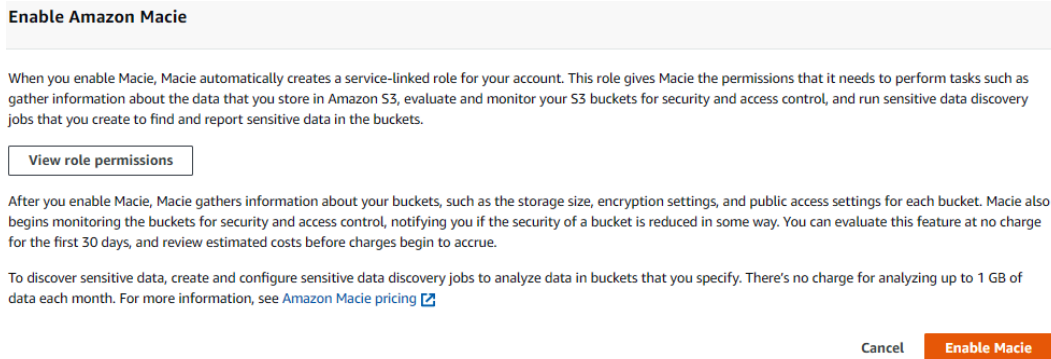 Enable Amazon Macie
When you enable Macie, Macie automatically creates a service-linked role for your account. This role gives Macie the permissions that it needs to perform tasks such as
gather information about the data that you store in Amazon S3, evaluate and monitor your S3 buckets for security and access control, and run sensitive data discovery
jobs that you create to find and report sensitive data in the buckets.
View role permissions
After you enable Macie, Macie gathers information about your buckets, such as the storage size, encryption settings, and public access settings for each bucket. Macie also
begins monitoring the buckets for security and access control, notifying you if the security of a bucket is reduced in some way. You can evaluate this feature at no charge
for the first 30 days, and review estimated costs before charges begin to accrue.
To discover sensitive data, create and configure sensitive data discovery jobs to analyze data in buckets that you specify. There's no charge for analyzing up to 1 GB of
data each month. For more information, see Amazon Macie pricing
Cancel Enable Macie